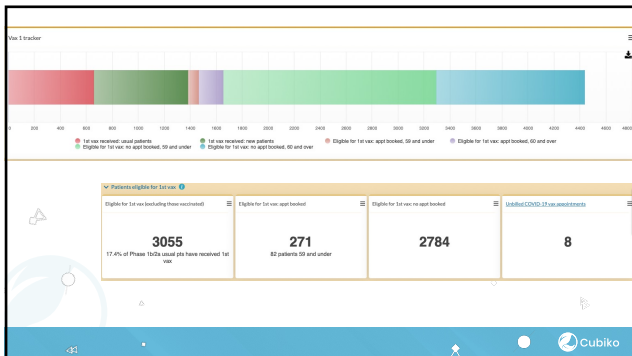 Vax 1 tracker
0 200 400 600 800 1000 1200 1400 1600 1800 2000 2200 2400 2600 2800 3000 3200 3400 3600 3800 4000 4200 4400 4600 4800
1st vax received: usual patients 1st vax received: new patients Eligible for 1st vax: appt booked, 59 and under Eligible for 1st vax: appt booked, 60 and over
Eligible for 1st vax: no appt booked, 59 and under Eligible for 1st vax: no appt booked, 60 and over
Patients eligible for 1st vax
Eligible for 1st vax (excluding those vaccinated) Eligible for 1st vax: appt booked Eligible for 1st vax: no appt booked Unbilled COVID-19 vax appointments
3055 271 2784 8
17.4% of Phase 1b/2a usual pts have received 1st vax
82 patients 59 and under
Cubiko